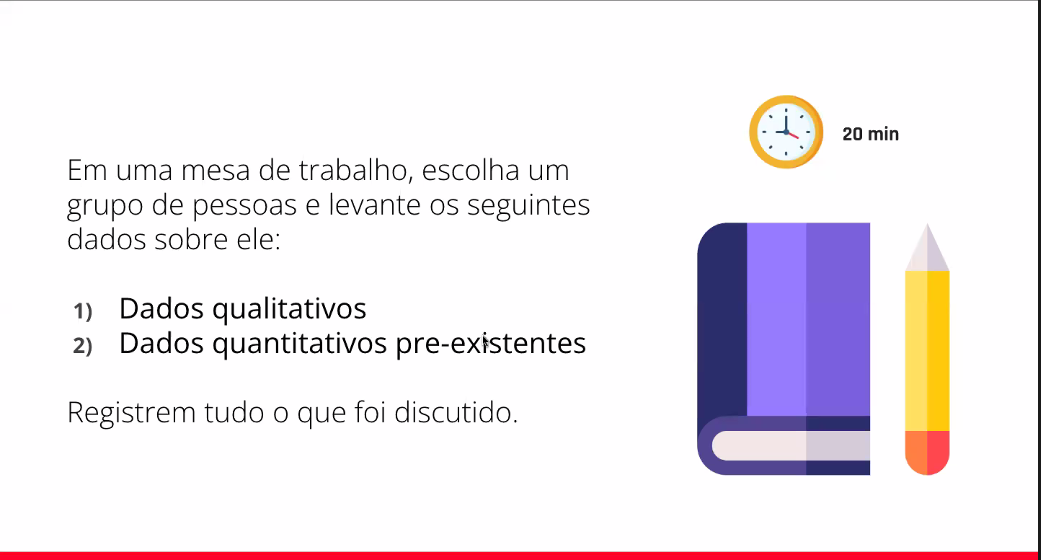 20 min
Em uma mesa de trabalho, escolha um
grupo de pessoas e levante os seguintes
dados sobre ele:
1) Dados qualitativos
2) Dados quantitativos pre-existentes
Registrem tudo o que foi discutido.